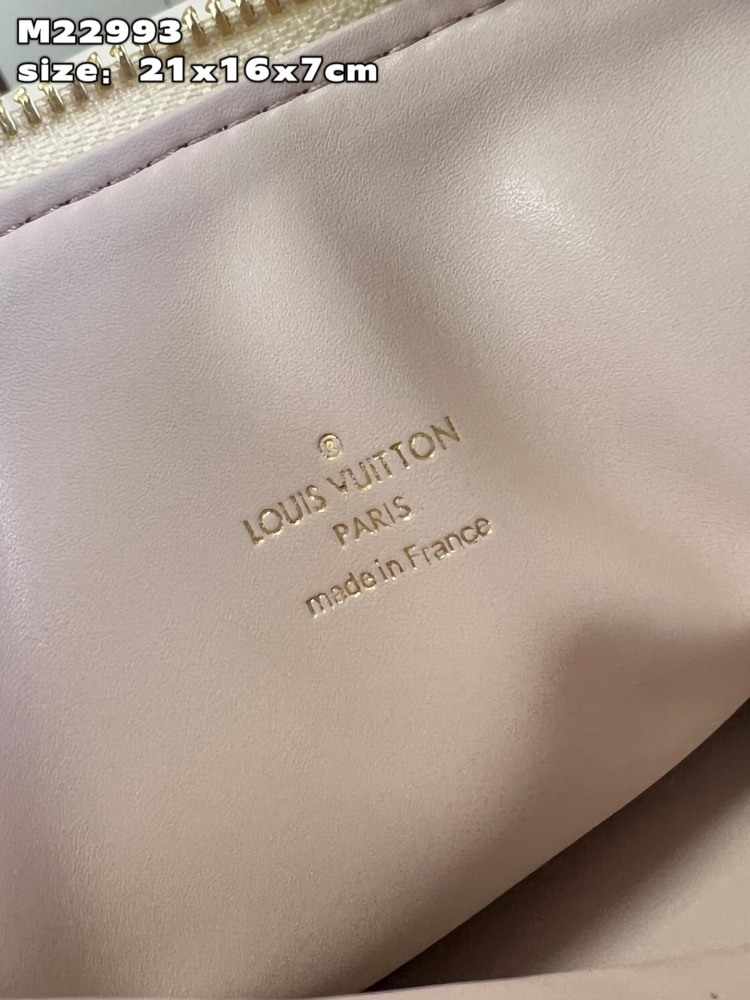 M22993
size：21x16x7cm
®
LOUIS VUITTON
PARIS
made in France